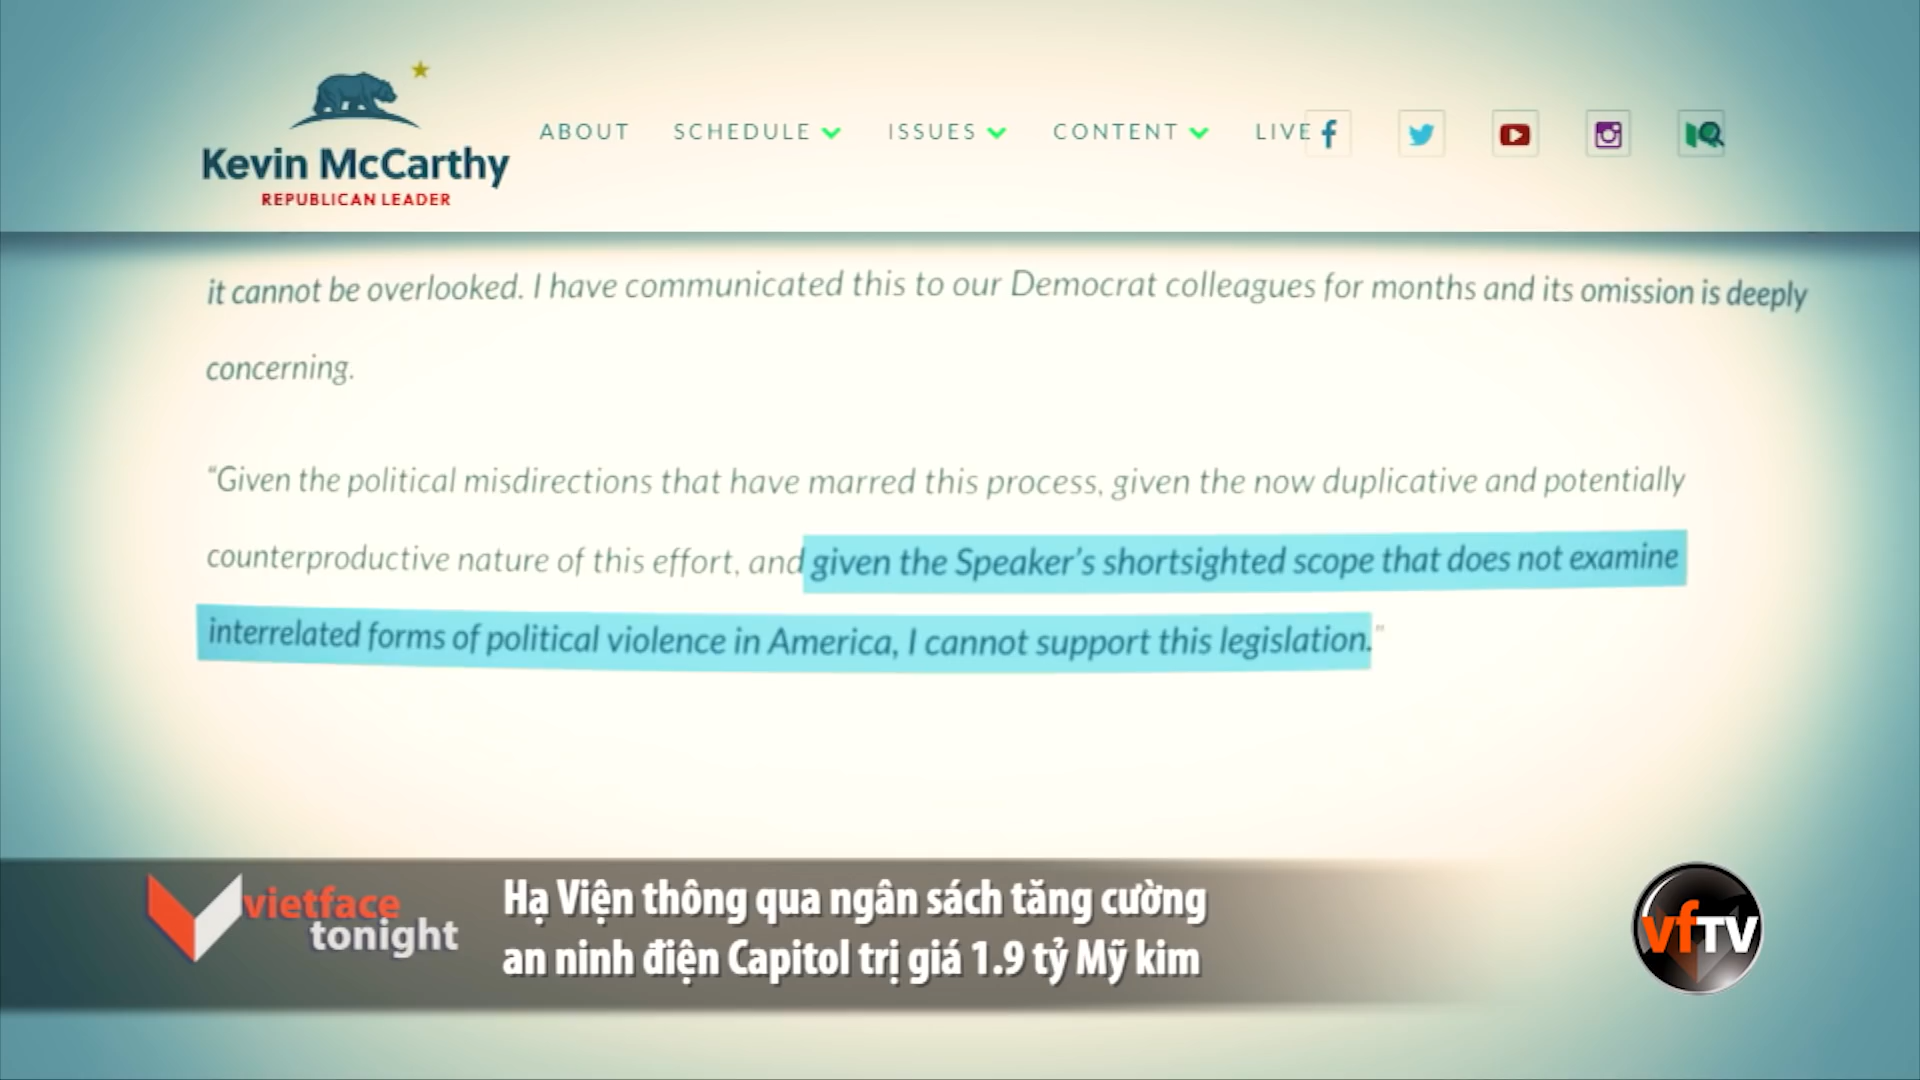 Kevin McCarthy
REPUBLICAN LEADER
ABOUT SCHEDULE ISSUES CONTENT LIVE
it cannot be overlooked. I have communicated this to our Democrat colleagues for months and its omission is deeply
concerning.
“Given the political misdirections that have marred this process, given the now duplicative and potentially
counterproductive nature of this effort, and given the Speaker’s shortsighted scope that does not examine
interrelated forms of political violence in America, I cannot support this legislation.”
vietface
tonight
Hạ Viện thông qua ngân sách tăng cường
an ninh điện Capitol trị giá 1.9 tỷ Mỹ kim
vfTV